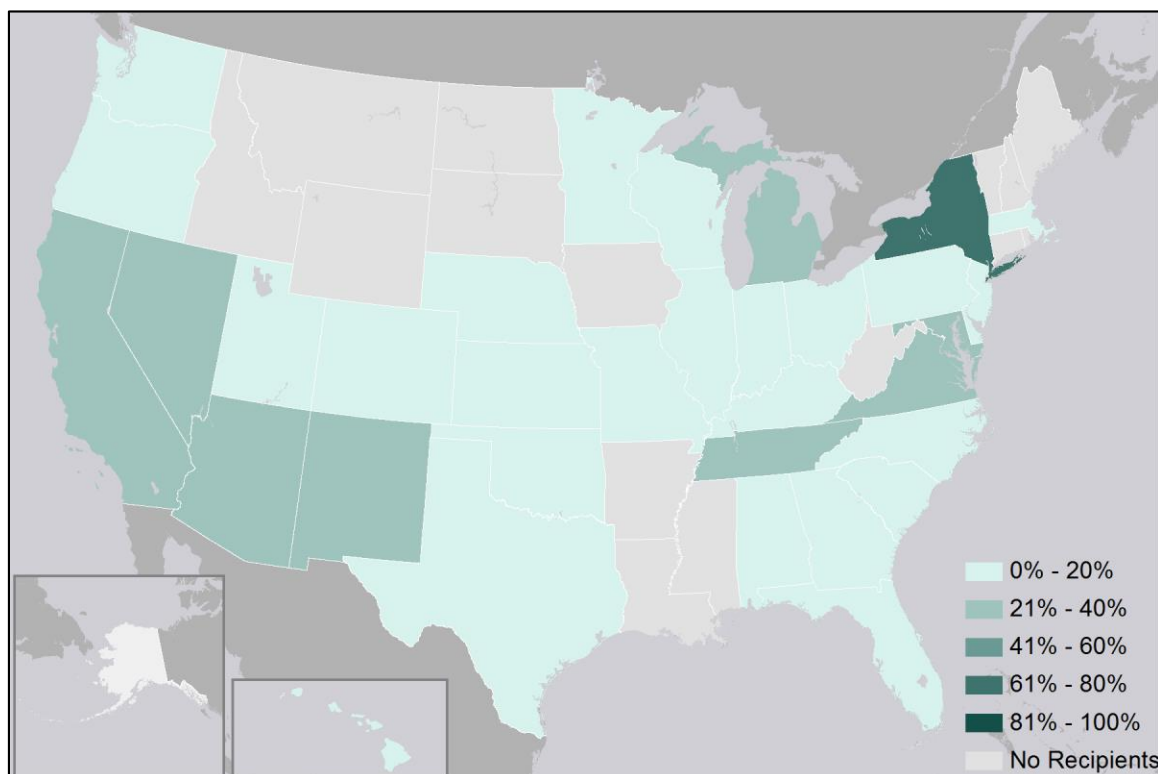 0% - 20%
21% - 40%
41% - 60%
61% - 80%
81% - 100%
No Recipients